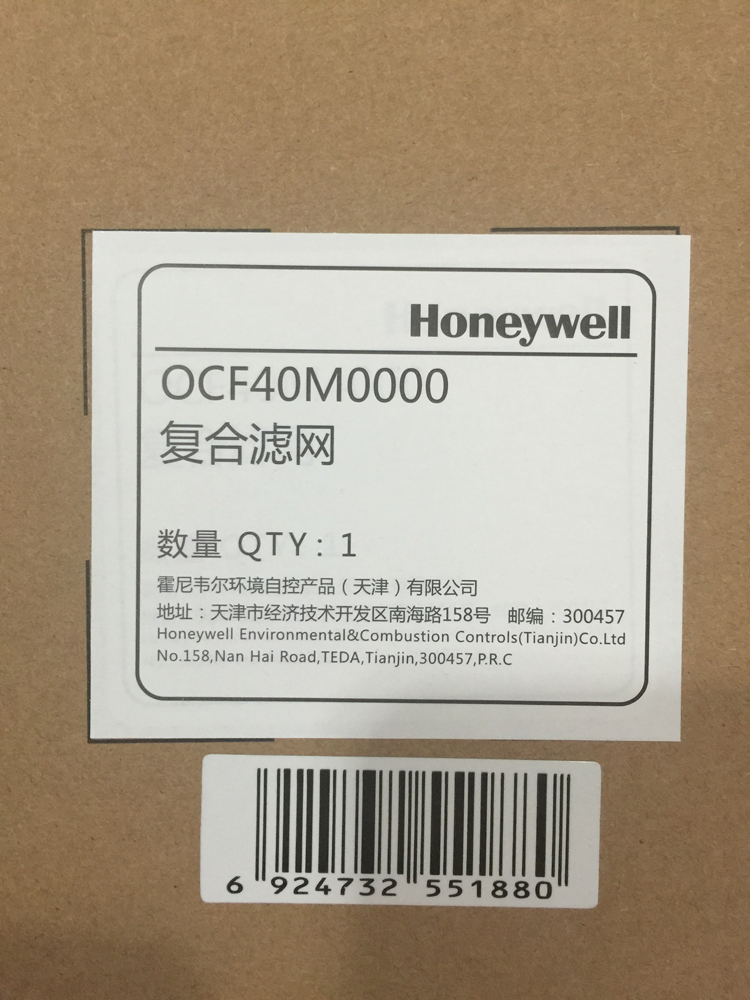 Honeywell
OCF40M0000
复合滤网
数量 QTY: 1
霍尼韦尔环境自控产品（天津）有限公司
地址：天津市经济技术开发区南海路158号 邮编：300457
Honeywell Environmental&Combustion Controls(Tianjin)Co.Ltd
No.158,Nan Hai Road,TEDA,Tianjin,300457,P.R.C
6 924732 551880